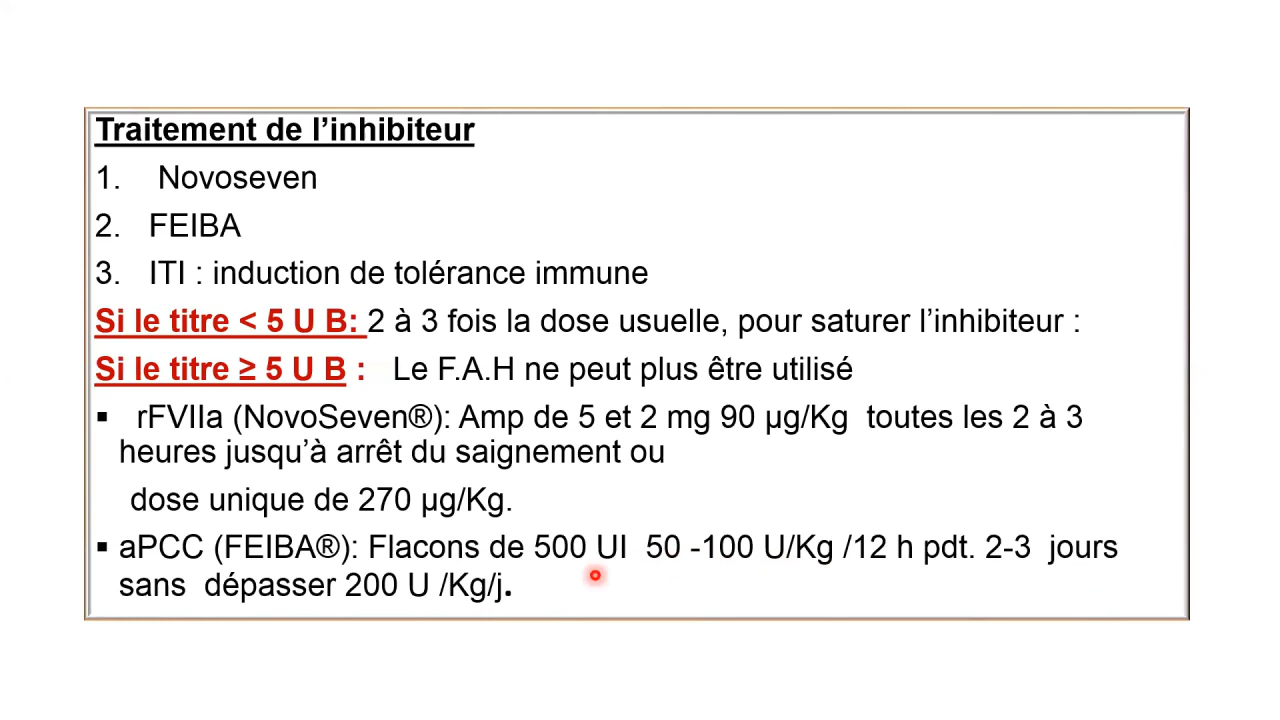 Traitement de l’inhibiteur
1. Novoseven
2. FEIBA
3. ITI : induction de tolérance immune
Si le titre < 5 U B: 2 à 3 fois la dose usuelle, pour saturer l’inhibiteur :
Si le titre ≥ 5 U B : Le F.A.H ne peut plus être utilisé
▪ rFVIIa (NovoSeven®): Amp de 5 et 2 mg 90 µg/Kg toutes les 2 à 3
heures jusqu’à arrêt du saignement ou
dose unique de 270 µg/Kg.
▪ aPCC (FEIBA®): Flacons de 500 UI 50 -100 U/Kg /12 h pdt. 2-3 jours
sans dépasser 200 U /Kg/j.